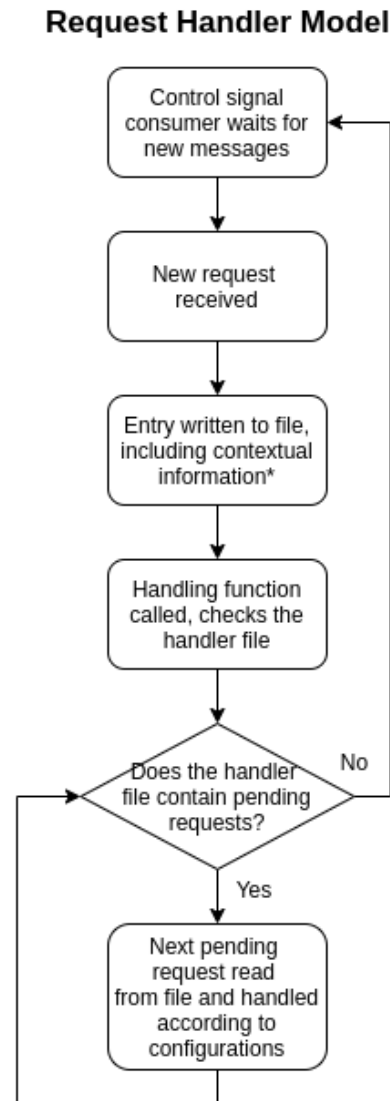 Request Handler Model
Control signal
consumer waits for
new messages
New request
received
Entry written to file,
including contextual
information*
Handling function
called, checks the
handler file
Does the handler
file contain pending
requests?
No
Yes
Next pending
request read
from file and handled
according to
configurations